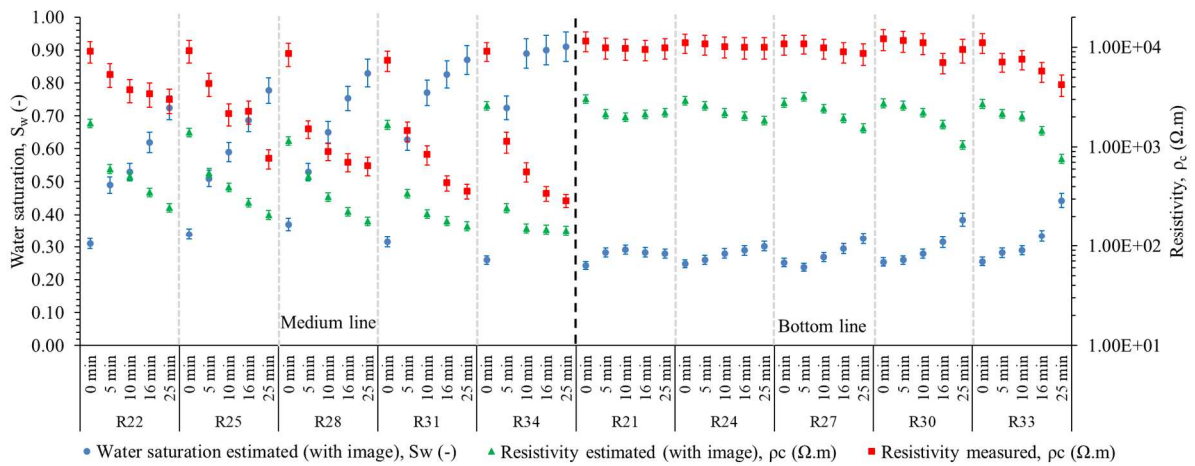 Water saturation, Sw (-)
1.00
0.90
0.80
0.70
0.60
0.50
0.40
0.30
0.20
0.10
0.00
Medium line
Bottom line
1.00E+04
1.00E+03
1.00E+02
1.00E+01
Resistivity, ρc (Ω.m)
0 min 5 min 10 min 16 min 25 min 0 min 5 min 10 min 16 min 25 min 0 min 5 min 10 min 16 min 25 min 0 min 5 min 10 min 16 min 25 min 0 min 5 min 10 min 16 min 25 min 0 min 5 min 10 min 16 min 25 min 0 min 5 min 10 min 16 min 25 min 0 min 5 min 10 min 16 min 25 min 0 min 5 min 10 min 16 min 25 min 0 min 5 min 10 min 16 min 25 min
R22 R25 R28 R31 R34 R21 R24 R27 R30 R33
Water saturation estimated (with image), Sw (-) Resistivity estimated (with image), ρc (Ω.m) Resistivity measured, ρc (Ω.m)